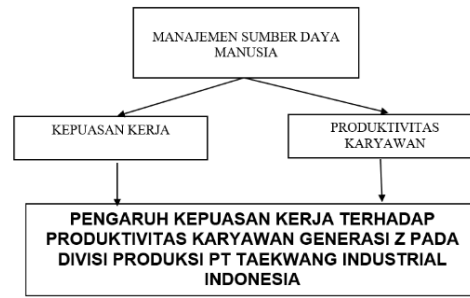 MANAJEMEN SUMBER DAYA
MANUSIA
KEPUASAN KERJA
PRODUKTIVITAS
KARYAWAN
PENGARUH KEPUASAN KERJA TERHADAP
PRODUKTIVITAS KARYAWAN GENERASI Z PADA
DIVISI PRODUKSI PT TAEKWANG INDUSTRIAL
INDONESIA